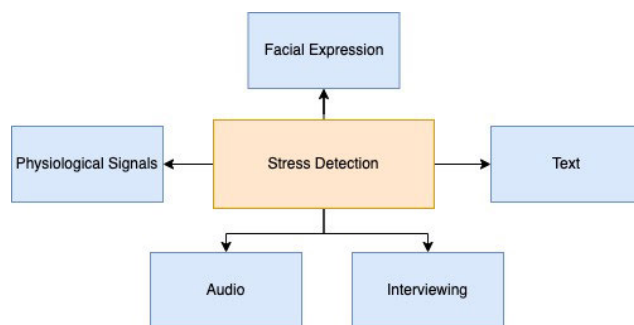 Facial Expression
Physiological Signals
Stress Detection
Text
Audio
Interviewing